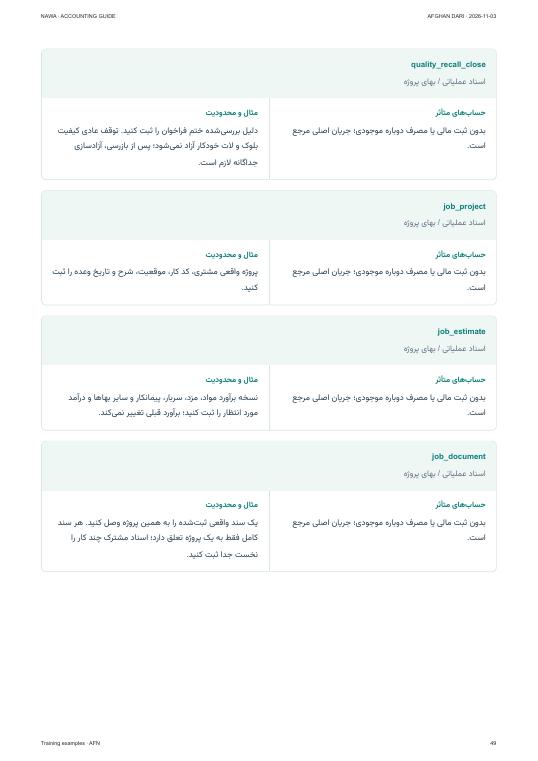 NAWA · ACCOUNTING GUIDE
AFGHAN DARI · 2026-11-03
quality_recall_close
اسناد عملیاتی / بهای پروژه
حساب‌های متأثر
بدون ثبت مالی یا مصرف دوباره موجودی؛ جریان اصلی مرجع
است.
مثال و محدودیت
دلیل بررسی‌شده ختم فراخوان را ثبت کنید. توقف عادی کیفیت
بلوک و لات خودکار آزاد نمی‌شود؛ پس از بازرسی، آزادسازی
جداگانه لازم است.
job_project
اسناد عملیاتی / بهای پروژه
حساب‌های متأثر
بدون ثبت مالی یا مصرف دوباره موجودی؛ جریان اصلی مرجع
است.
مثال و محدودیت
پروژه واقعی مشتری، کد کار، موقعیت، شرح و تاریخ وعده را ثبت
کنید.
job_estimate
اسناد عملیاتی / بهای پروژه
حساب‌های متأثر
بدون ثبت مالی یا مصرف دوباره موجودی؛ جریان اصلی مرجع
است.
مثال و محدودیت
نسخه برآورد مواد، مزد، سربار، پیمانکار و سایر بهاها و درآمد
مورد انتظار را ثبت کنید؛ برآورد قبلی تغییر نمی‌کند.
job_document
اسناد عملیاتی / بهای پروژه
حساب‌های متأثر
بدون ثبت مالی یا مصرف دوباره موجودی؛ جریان اصلی مرجع
است.
مثال و محدودیت
یک سند واقعی ثبت‌شده را به همین پروژه وصل کنید. هر سند
کامل فقط به یک پروژه تعلق دارد؛ اسناد مشترک چند کار را
نخست جدا ثبت کنید.
Training examples · AFN
49